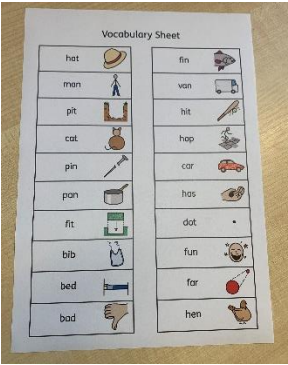 Vocabulary Sheet
hat
man
pit
cat
pin
pan
fit
bib
bed
bad
fin
van
hit
hop
car
has
dot
fun
far
hen